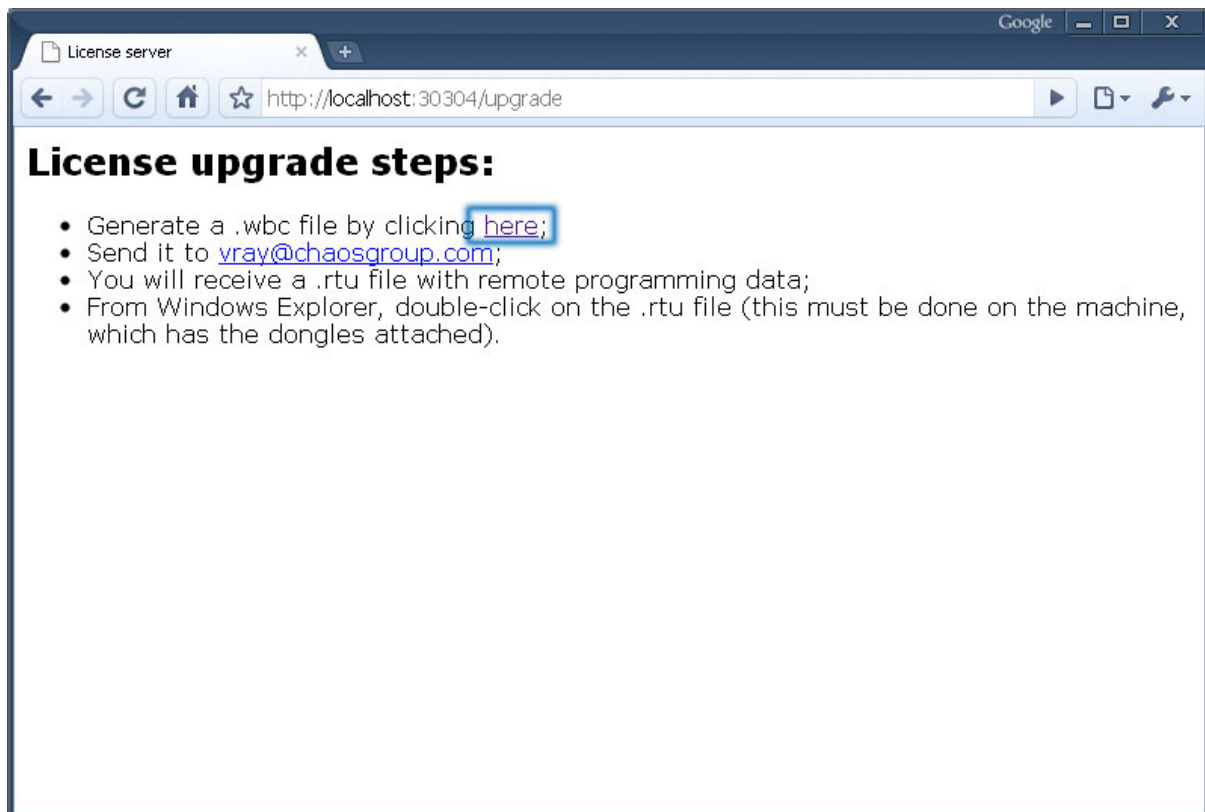 Google
License server
http://localhost:30304/upgrade
License upgrade steps:
• Generate a .wbc file by clicking here;
• Send it to vray@chaosgroup.com;
• You will receive a .rtu file with remote programming data;
• From Windows Explorer, double-click on the .rtu file (this must be done on the machine,
which has the dongles attached).